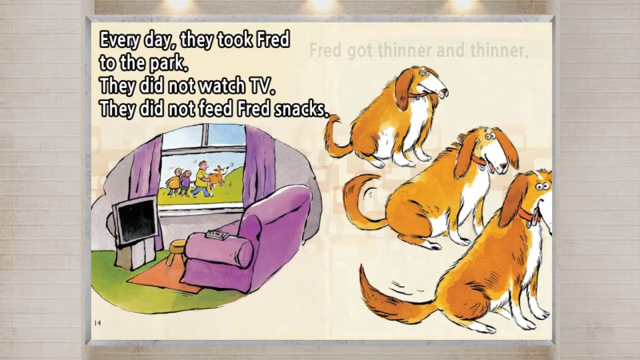 Every day, they took Fred
to the park.
They did not watch TV.
They did not feed Fred snacks.
Fred got thinner and thinner.
14